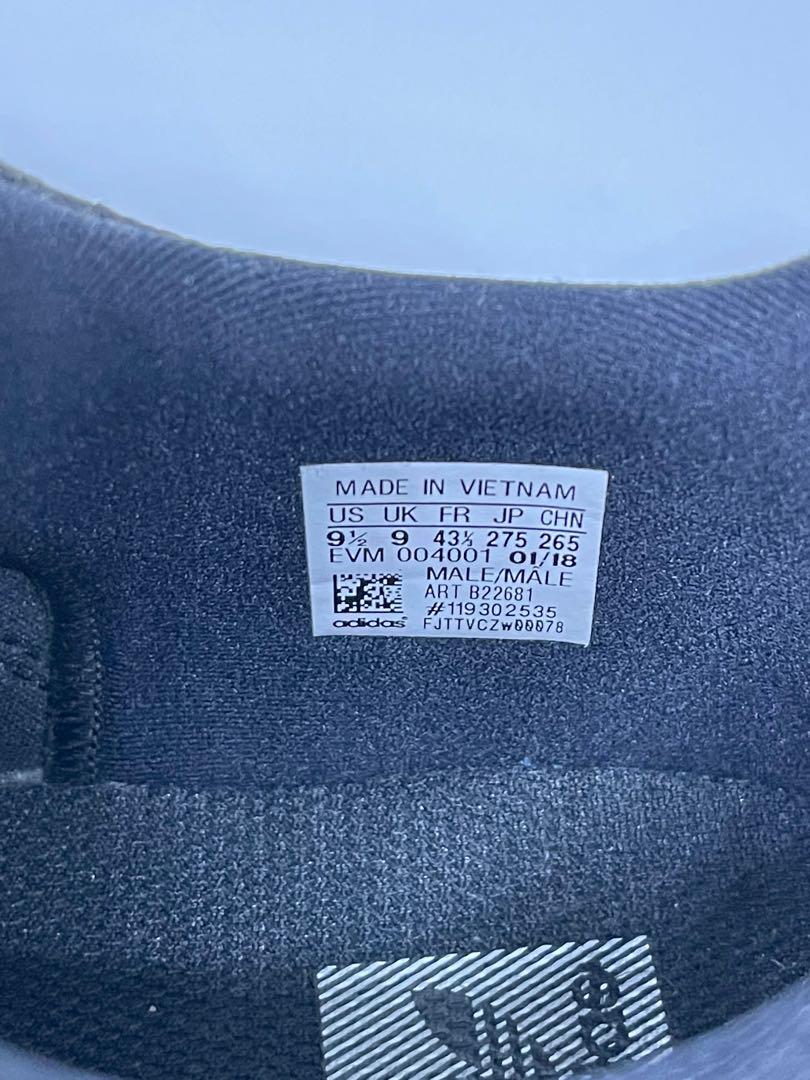 MADE IN VIETNAM
US UK FR JP CHN
9½ 9 43⅓ 275 265
EVM 004001 01/18
MALE/MÂLE
ART B22681
#119302535
adidas FJTTVCZW00078